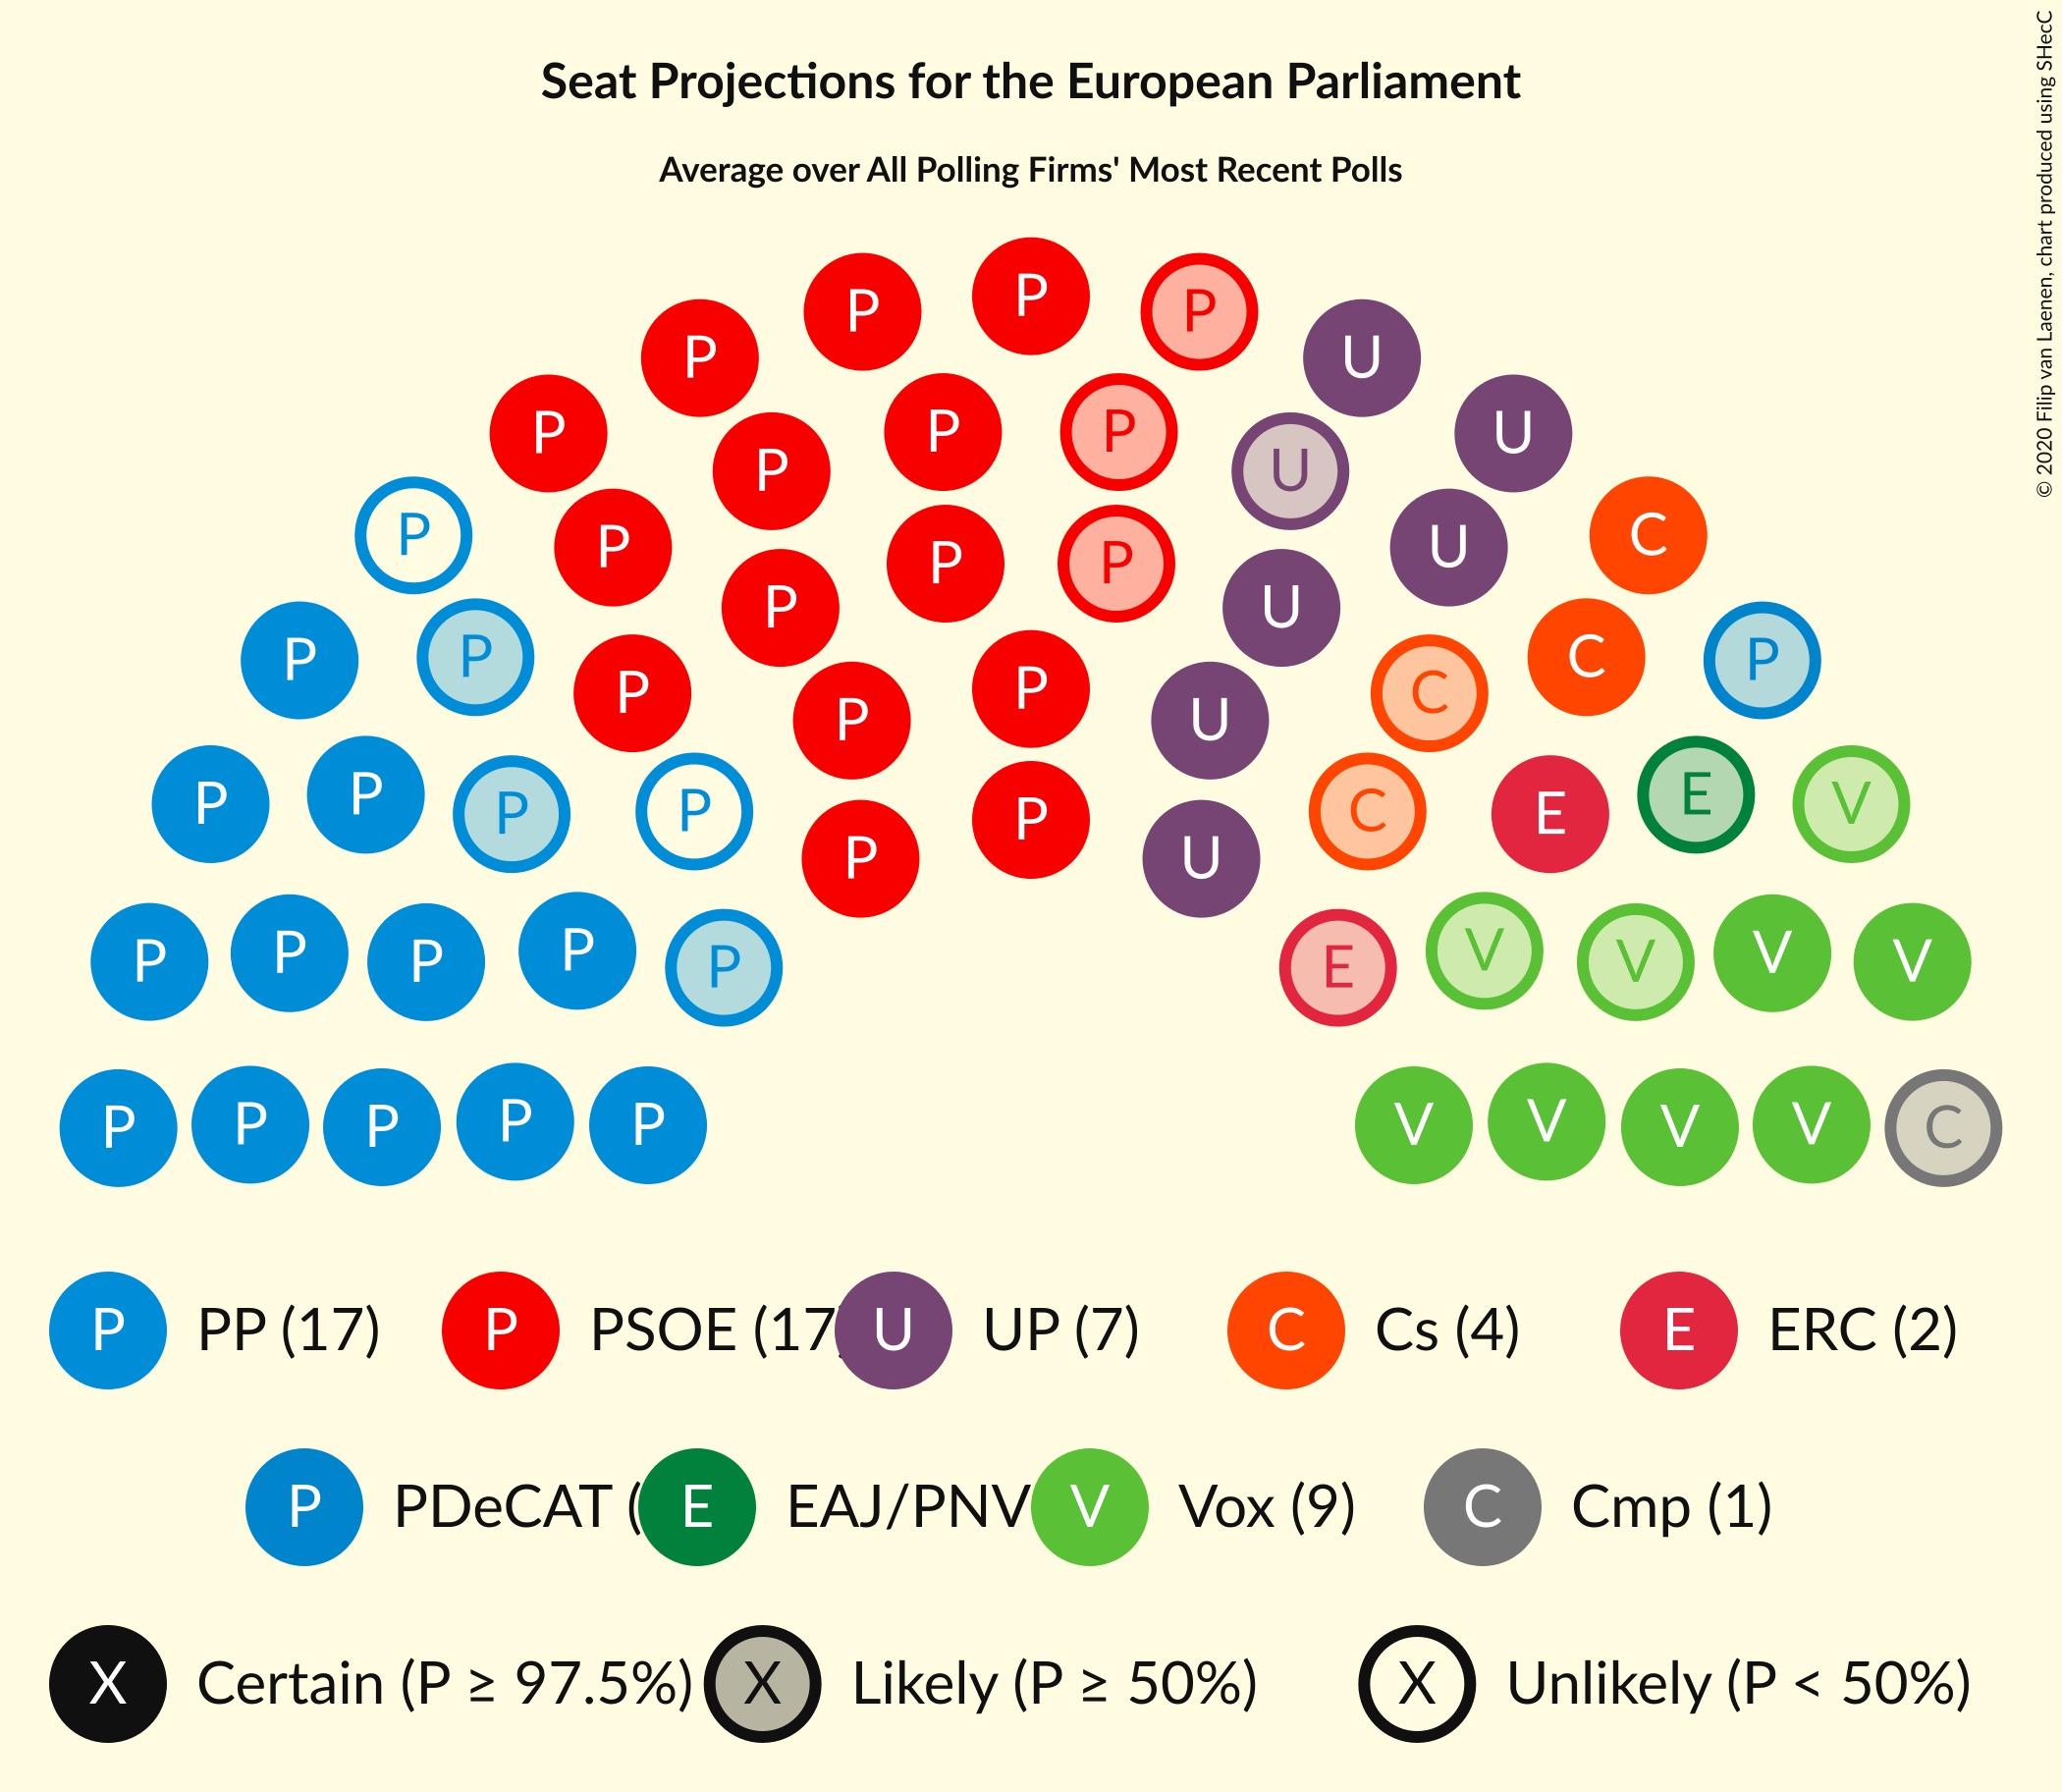 Seat Projections for the European Parliament
Average over All Polling Firms' Most Recent Polls
© 2020 Filip van Laenen, chart produced using SHecC
P
P P
P U
P P P U
P U
P C
P U
P P
P U
P P C P
P P C
P U
P P P P P C E E V
P U
P P P P P E V V V V
P P P P P V V V V C
P PP (17) P PSOE (17 U UP (7) C Cs (4) E ERC (2)
P PDeCAT ( E EAJ/PNV V Vox (9) C Cmp (1)
X Certain (P ≥ 97.5%) X Likely (P ≥ 50%) X Unlikely (P < 50%)